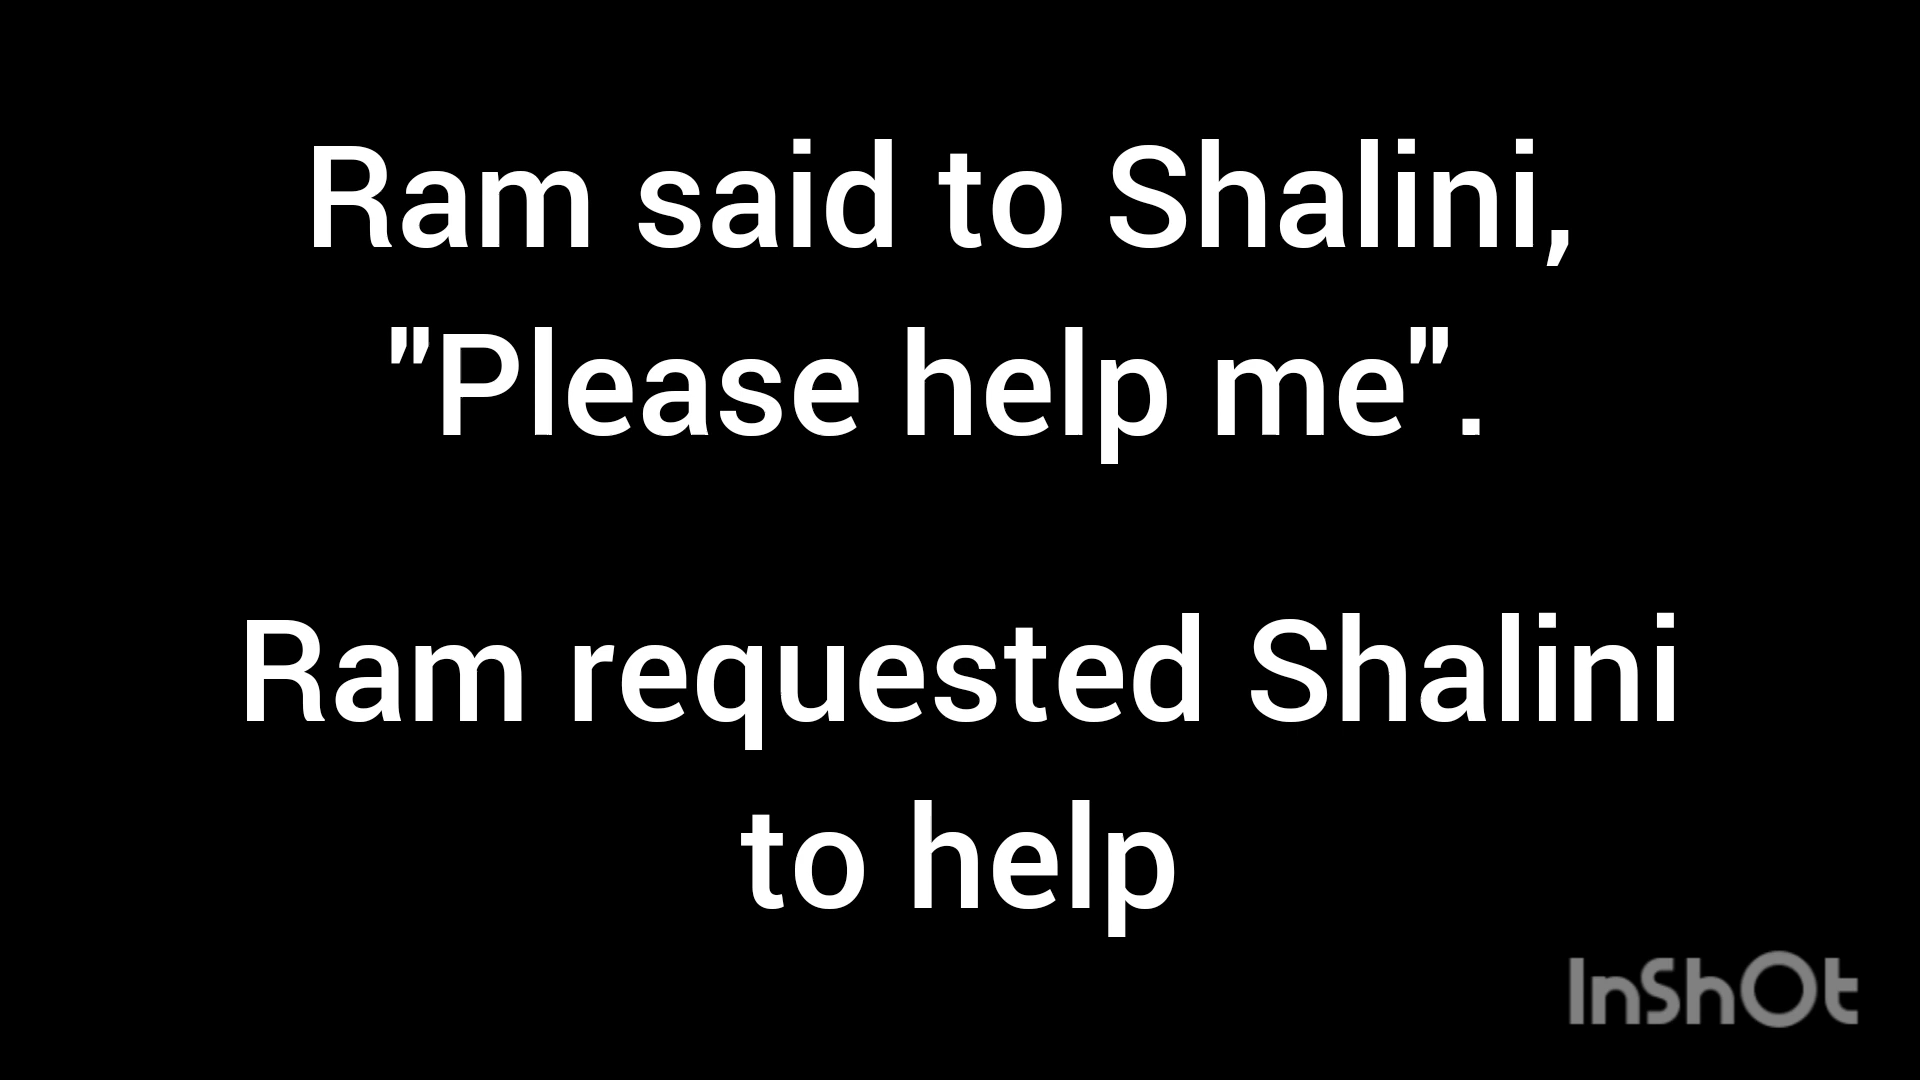 Ram said to Shalini,
"Please help me".
Ram requested Shalini
to help
InShOt